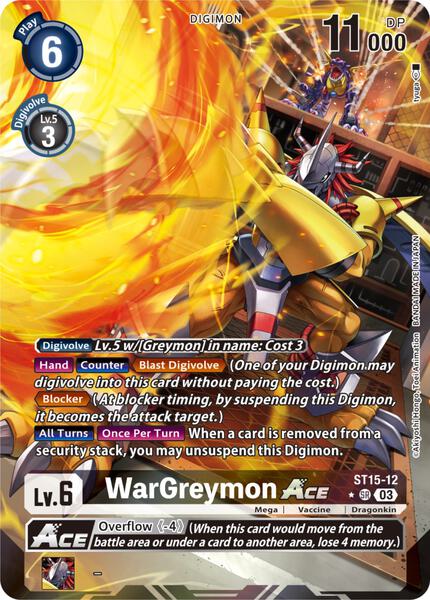 DIGIMON
Play
6
11000
DP
Digivolve
Lv.5
3
Iyuga
©Akiyoshi Hongo, Toei Animation BANDAI MADE IN JAPAN
Digivolve Lv.5 w/[Greymon] in name: Cost 3
Hand Counter Blast Digivolve (One of your Digimon may
digivolve into this card without paying the cost.)
Blocker (At blocker timing, by suspending this Digimon,
it becomes the attack target.)
All Turns Once Per Turn When a card is removed from a
security stack, you may unsuspend this Digimon.
Lv.6
WarGreymon ACE
ST15-12
SR 03
Mega Vaccine Dragonkin
ACE Overflow《-4》(When this card would move from the
battle area or under a card to another area, lose 4 memory.)
-